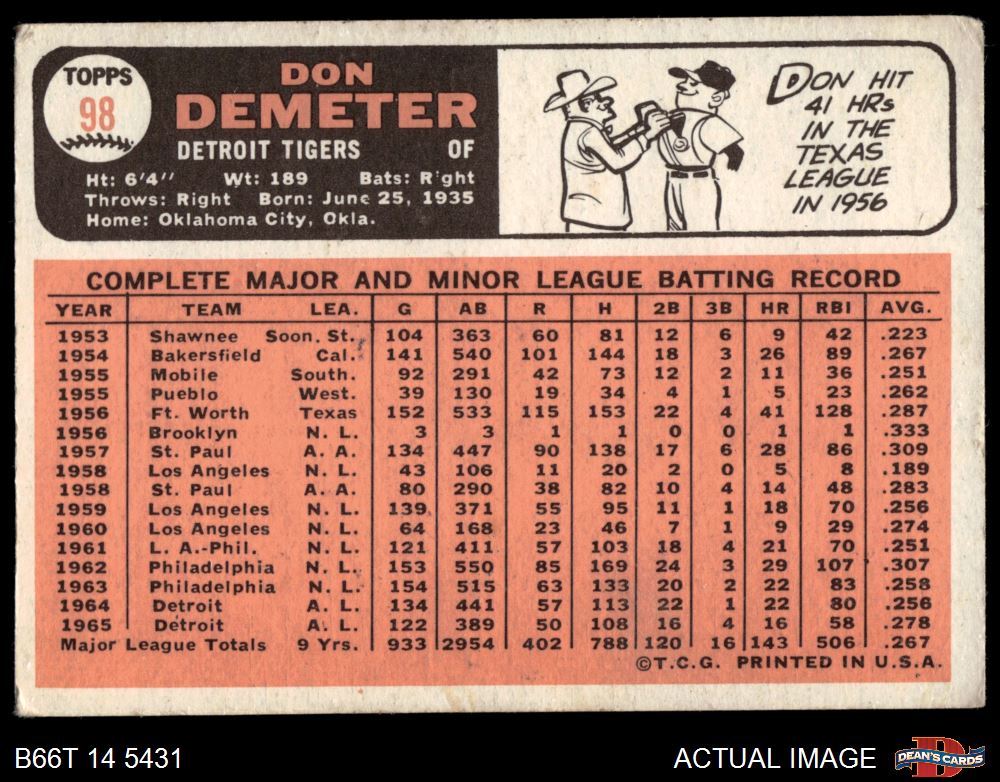 TOPPS
98
DON
DEMETER
DETROIT TIGERS OF
Ht: 6'4'' Wt: 189 Bats: Right
Throws: Right Born: June 25, 1935
Home: Oklahoma City, Okla.
DON HIT
41 HRs
IN THE
TEXAS
LEAGUE
IN 1956
COMPLETE MAJOR AND MINOR LEAGUE BATTING RECORD
YEAR TEAM LEA. G AB R H 2B 3B HR RBI AVG.
1953 Shawnee Soon. St. 104 363 60 81 12 6 9 42 .223
1954 Bakersfield Cal. 141 540 101 144 18 3 26 89 .267
1955 Mobile South. 92 291 42 73 12 2 11 36 .251
1955 Pueblo West. 39 130 19 34 4 1 5 23 .262
1956 Ft. Worth Texas 152 533 115 153 22 4 41 128 .287
1956 Brooklyn N. L. 3 3 1 1 0 0 1 1 .333
1957 St. Paul A. A. 134 447 90 138 17 6 28 86 .309
1958 Los Angeles N. L. 43 106 11 20 2 0 5 8 .189
1958 St. Paul A. A. 80 290 38 82 10 4 14 48 .283
1959 Los Angeles N. L. 139 371 55 95 11 1 18 70 .256
1960 Los Angeles N. L. 64 168 23 46 7 1 9 29 .274
1961 L. A.-Phil. N. L. 121 411 57 103 18 4 21 70 .251
1962 Philadelphia N. L. 153 550 85 169 24 3 29 107 .307
1963 Philadelphia N. L. 154 515 63 133 20 2 22 83 .258
1964 Detroit A. L. 134 441 57 113 22 1 22 80 .256
1965 Detroit A. L. 122 389 50 108 16 4 16 58 .278
Major League Totals 9 Yrs. 933 2954 402 788 120 16 143 506 .267
©T.C.G. PRINTED IN U.S.A.
B66T 14 5431 ACTUAL IMAGE
D
DEAN'S CARDS